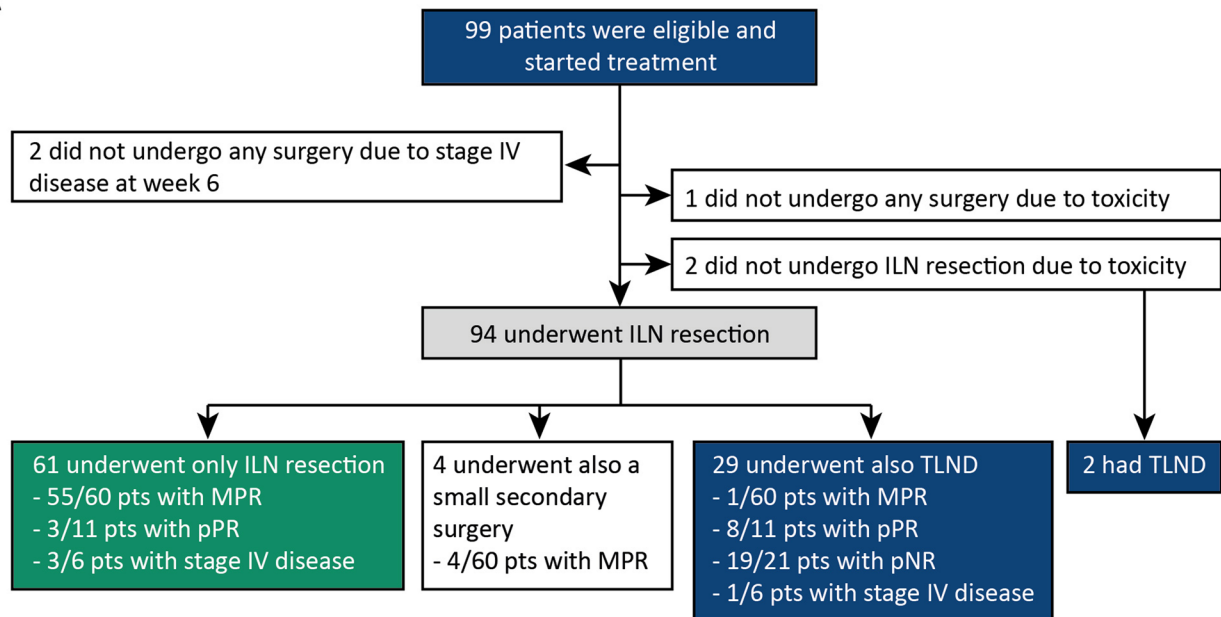 99 patients were eligible and
started treatment
2 did not undergo any surgery due to stage IV
disease at week 6
1 did not undergo any surgery due to toxicity
2 did not undergo ILN resection due to toxicity
94 underwent ILN resection
61 underwent only ILN resection
- 55/60 pts with MPR
- 3/11 pts with pPR
- 3/6 pts with stage IV disease
4 underwent also a
small secondary
surgery
- 4/60 pts with MPR
29 underwent also TLND
- 1/60 pts with MPR
- 8/11 pts with pPR
- 19/21 pts with pNR
- 1/6 pts with stage IV disease
2 had TLND